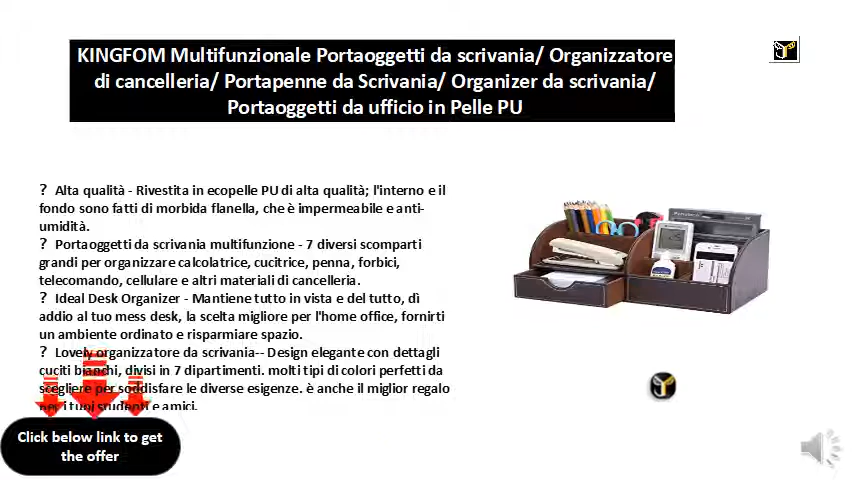 KINGFOM Multifunzionale Portaoggetti da scrivania/ Organizzatore
di cancelleria/ Portapenne da Scrivania/ Organizer da scrivania/
Portaoggetti da ufficio in Pelle PU
? Alta qualità - Rivestita in ecopelle PU di alta qualità; l'interno e il
fondo sono fatti di morbida flanella, che è impermeabile e anti-
umidità.
? Portaoggetti da scrivania multifunzione - 7 diversi scomparti
grandi per organizzare calcolatrice, cucitrice, penna, forbici,
telecomando, cellulare e altri materiali di cancelleria.
? Ideal Desk Organizer - Mantiene tutto in vista e del tutto, dì
addio al tuo mess desk, la scelta migliore per l'home office, fornirti
un ambiente ordinato e risparmiare spazio.
? Lovely organizzatore da scrivania-- Design elegante con dettagli
cuciti bianchi, divisi in 7 dipartimenti. molti tipi di colori perfetti da
scegliere per soddisfare le diverse esigenze. è anche il miglior regalo
per i tuoi studenti e amici.
Click below link to get
the offer